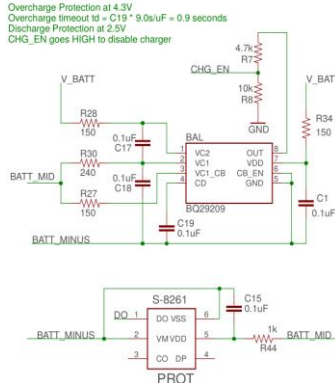 Overcharge Protection at 4.3V
Overcharge timeout td = C19 * 9.0s/uF = 0.9 seconds
Discharge Protection at 2.5V
CHG_EN goes HIGH to disable charger
4.7k
R7
CHG_EN
10k
R8
GND
V_BATT
V_BAT
R28
150
R34
150
0.1uF
C17
BAL
R30
240
BATT_MID
0.1uF
C18
R27
150
1 VC2 OUT 8
2 VC1 VDD 7
3 VC1_CB CB_EN 6
4 CD GND 5
BQ29209
C1
0.1uF
C19
0.1uF
BATT_MINUS
S-8261
C15
0.1uF
DO 1 DO VSS 6
BATT_MINUS 2 VM VDD 5
1k
R44
BATT_MID
3 CO DP 4
PROT